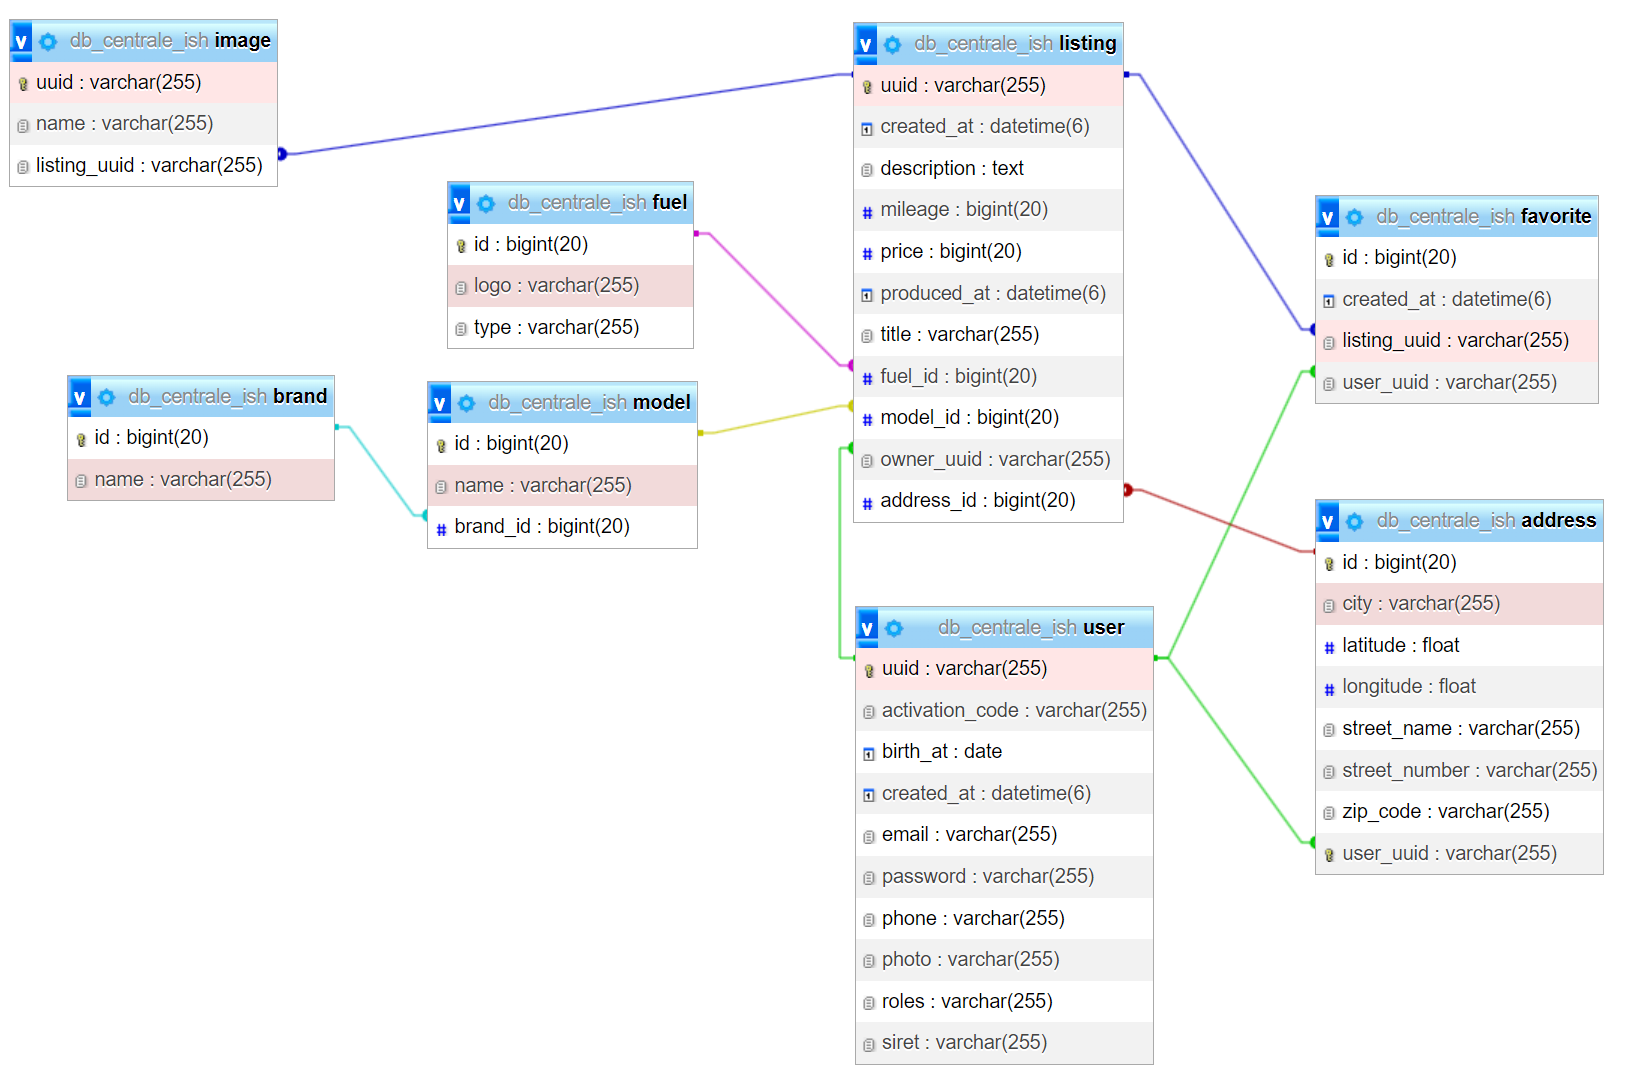 v db_centrale_ish image
uuid : varchar(255)
name : varchar(255)
listing_uuid : varchar(255)
v db_centrale_ish fuel
id : bigint(20)
logo : varchar(255)
type : varchar(255)
v db_centrale_ish brand
id : bigint(20)
name : varchar(255)
v db_centrale_ish model
id : bigint(20)
name : varchar(255)
# brand_id : bigint(20)
v db_centrale_ish listing
uuid : varchar(255)
created_at : datetime(6)
description : text
# mileage : bigint(20)
# price : bigint(20)
produced_at : datetime(6)
title : varchar(255)
# fuel_id : bigint(20)
# model_id : bigint(20)
owner_uuid : varchar(255)
# address_id : bigint(20)
v db_centrale_ish user
uuid : varchar(255)
activation_code : varchar(255)
birth_at : date
created_at : datetime(6)
email : varchar(255)
password : varchar(255)
phone : varchar(255)
photo : varchar(255)
roles : varchar(255)
siret : varchar(255)
v db_centrale_ish favorite
id : bigint(20)
created_at : datetime(6)
listing_uuid : varchar(255)
user_uuid : varchar(255)
v db_centrale_ish address
id : bigint(20)
city : varchar(255)
# latitude : float
# longitude : float
street_name : varchar(255)
street_number : varchar(255)
zip_code : varchar(255)
user_uuid : varchar(255)